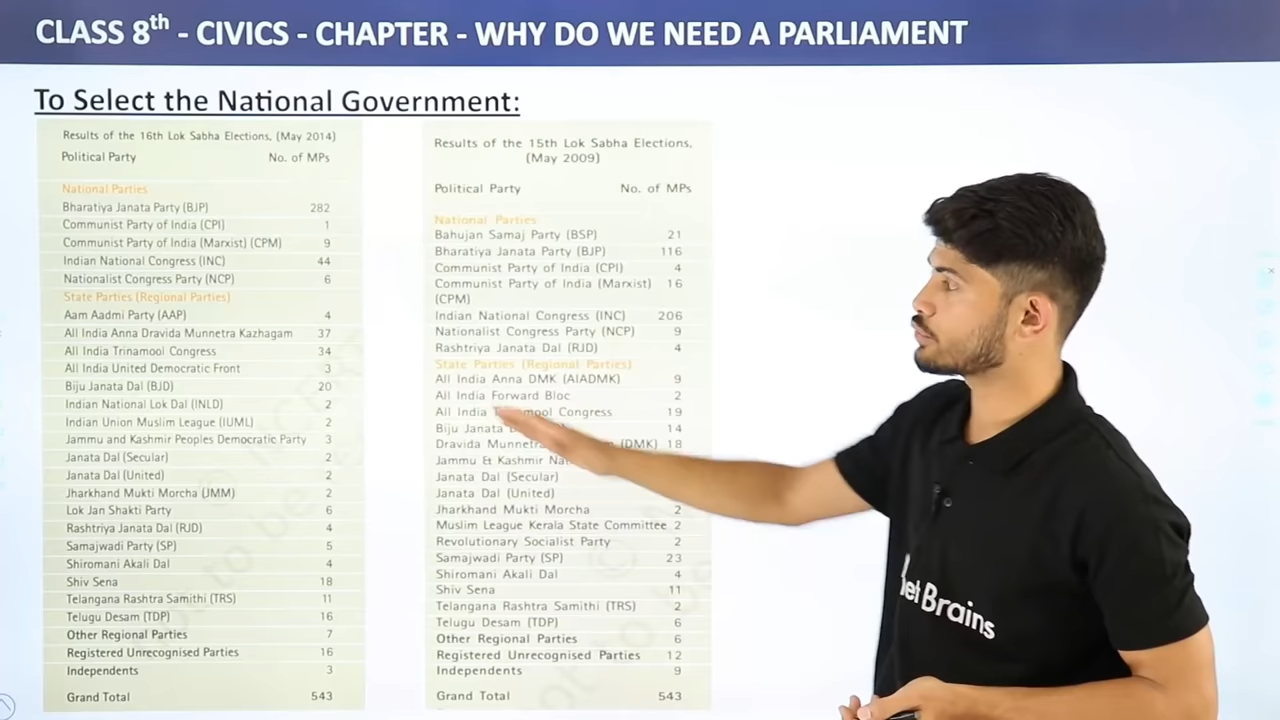 CLASS 8th - CIVICS - CHAPTER - WHY DO WE NEED A PARLIAMENT
To Select the National Government:
Results of the 16th Lok Sabha Elections, (May 2014)
Political Party No. of MPs
National Parties
Bharatiya Janata Party (BJP) 282
Communist Party of India (CPI) 1
Communist Party of India (Marxist) (CPM) 9
Indian National Congress (INC) 44
Nationalist Congress Party (NCP) 6
State Parties (Regional Parties)
Aam Aadmi Party (AAP) 4
All India Anna Dravida Munnetra Kazhagam 37
All India Trinamool Congress 34
All India United Democratic Front 3
Biju Janata Dal (BJD) 20
Indian National Lok Dal (INLD) 2
Indian Union Muslim League (IUML) 2
Jammu and Kashmir Peoples Democratic Party 3
Janata Dal (Secular) 2
Janata Dal (United) 2
Jharkhand Mukti Morcha (JMM) 2
Lok Jan Shakti Party 6
Rashtriya Janata Dal (RJD) 4
Samajwadi Party (SP) 5
Shiromani Akali Dal 4
Shiv Sena 18
Telangana Rashtra Samithi (TRS) 11
Telugu Desam (TDP) 16
Other Regional Parties 7
Registered Unrecognised Parties 16
Independents 3
Grand Total 543
Results of the 15th Lok Sabha Elections,
(May 2009)
Political Party No. of MPs
National Parties
Bahujan Samaj Party (BSP) 21
Bharatiya Janata Party (BJP) 116
Communist Party of India (CPI) 4
Communist Party of India (Marxist) 16
(CPM)
Indian National Congress (INC) 206
Nationalist Congress Party (NCP) 9
Rashtriya Janata Dal (RJD) 4
State Parties (Regional Parties)
All India Anna DMK (AIADMK) 9
All India Forward Bloc 2
All India Trinamool Congress 19
Biju Janata 14
Dravida Munnetra (DMK) 18
Jammu & Kashmir
Janata Dal (Secular)
Janata Dal (United)
Jharkhand Mukti Morcha 2
Muslim League Kerala State Committee 2
Revolutionary Socialist Party 2
Samajwadi Party (SP) 23
Shiromani Akali Dal 4
Shiv Sena 11
Telangana Rashtra Samithi (TRS) 2
Telugu Desam (TDP) 6
Other Regional Parties 6
Registered Unrecognised Parties 12
Independents 9
Grand Total 543
Brains